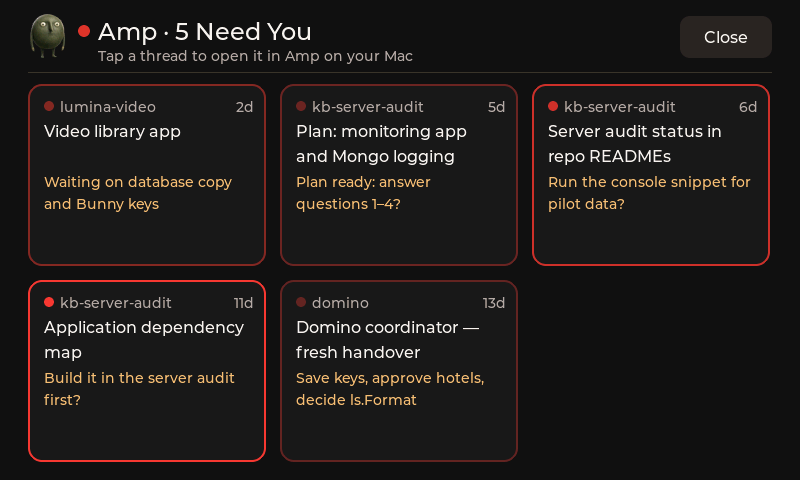 Amp · 5 Need You
Tap a thread to open it in Amp on your Mac
Close
lumina-video 2d
Video library app
Waiting on database copy
and Bunny keys
kb-server-audit 5d
Plan: monitoring app
and Mongo logging
Plan ready: answer
questions 1–4?
kb-server-audit 6d
Server audit status in
repo READMEs
Run the console snippet for
pilot data?
kb-server-audit 11d
Application dependency
map
Build it in the server audit
first?
domino 13d
Domino coordinator —
fresh handover
Save keys, approve hotels,
decide ls.Format